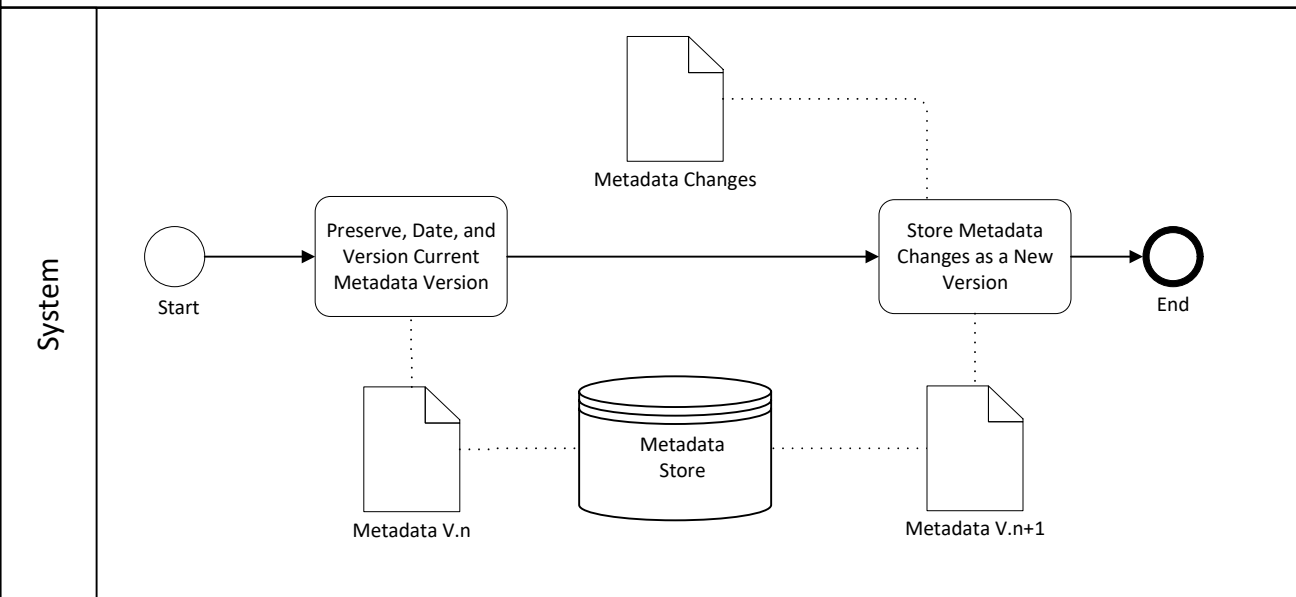 System
Metadata Changes
Preserve, Date, and
Version Current
Metadata Version
Store Metadata
Changes as a New
Version
Start
End
Metadata
Store
Metadata V.n
Metadata V.n+1